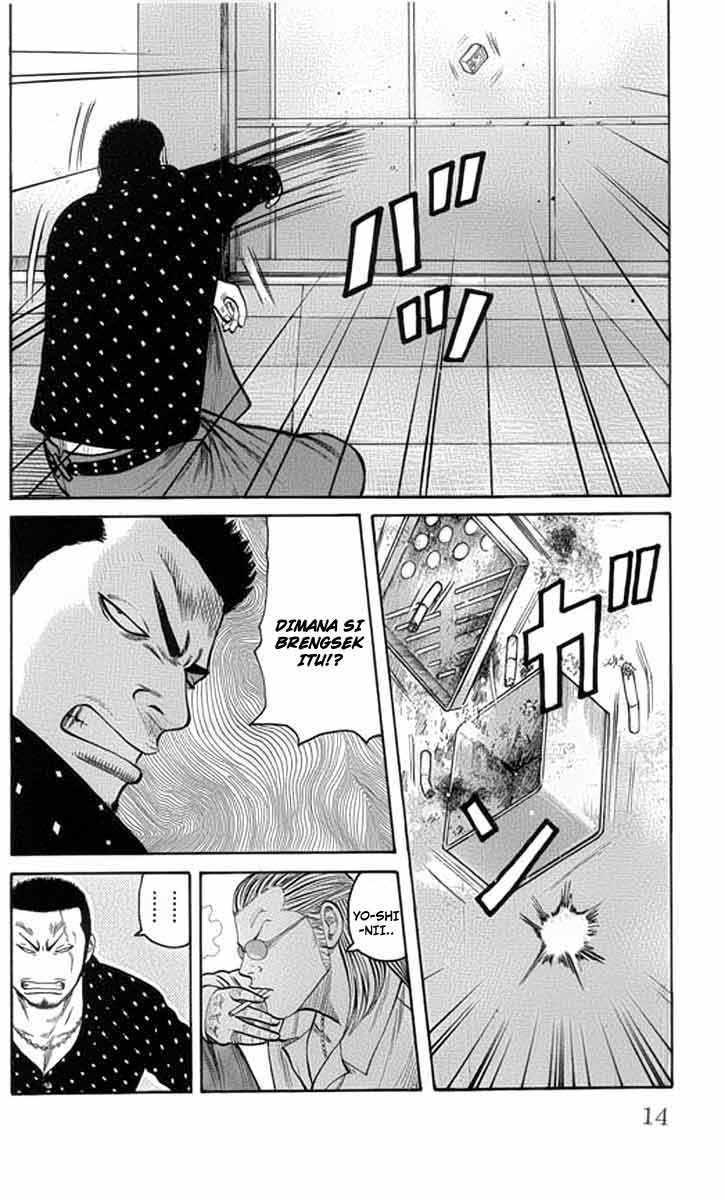 バッ
ガン
DIMANA SI
BRENGSEK
ITU!?
YO-SHI
-NII..
......
14